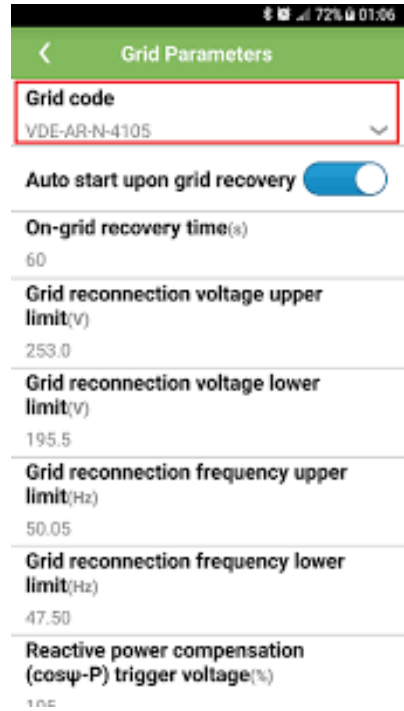 72% 01:06
Grid Parameters
Grid code
VDE-AR-N-4105
Auto start upon grid recovery
On-grid recovery time(s)
60
Grid reconnection voltage upper
limit(V)
253.0
Grid reconnection voltage lower
limit(V)
195.5
Grid reconnection frequency upper
limit(Hz)
50.05
Grid reconnection frequency lower
limit(Hz)
47.50
Reactive power compensation
(cosψ-P) trigger voltage(%)
105